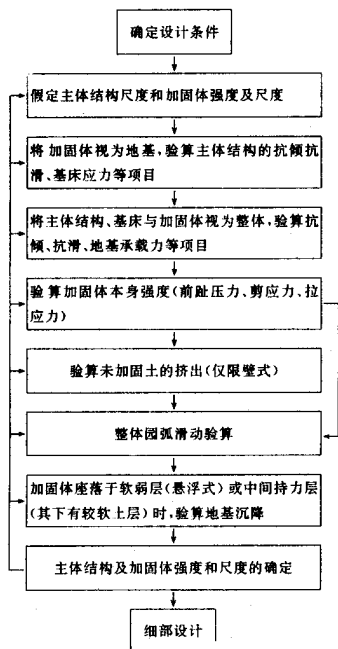 确定设计条件
假定主体结构尺度和加固体强度及尺度
将加固体视为地基,验算主体结构的抗倾抗
滑、基床应力等项目
将主体结构、基床与加固体视为整体,验算抗
倾、抗滑、地基承载力等项目
验算加固体本身强度(前趾压力、剪应力、拉
应力)
验算未加固土的挤出(仅限壁式)
整体园弧滑动验算
加固体座落于软弱层(悬浮式)或中间持力层
(其下有较软土层)时,验算地基沉降
主体结构及加固体强度和尺度的确定
细部设计